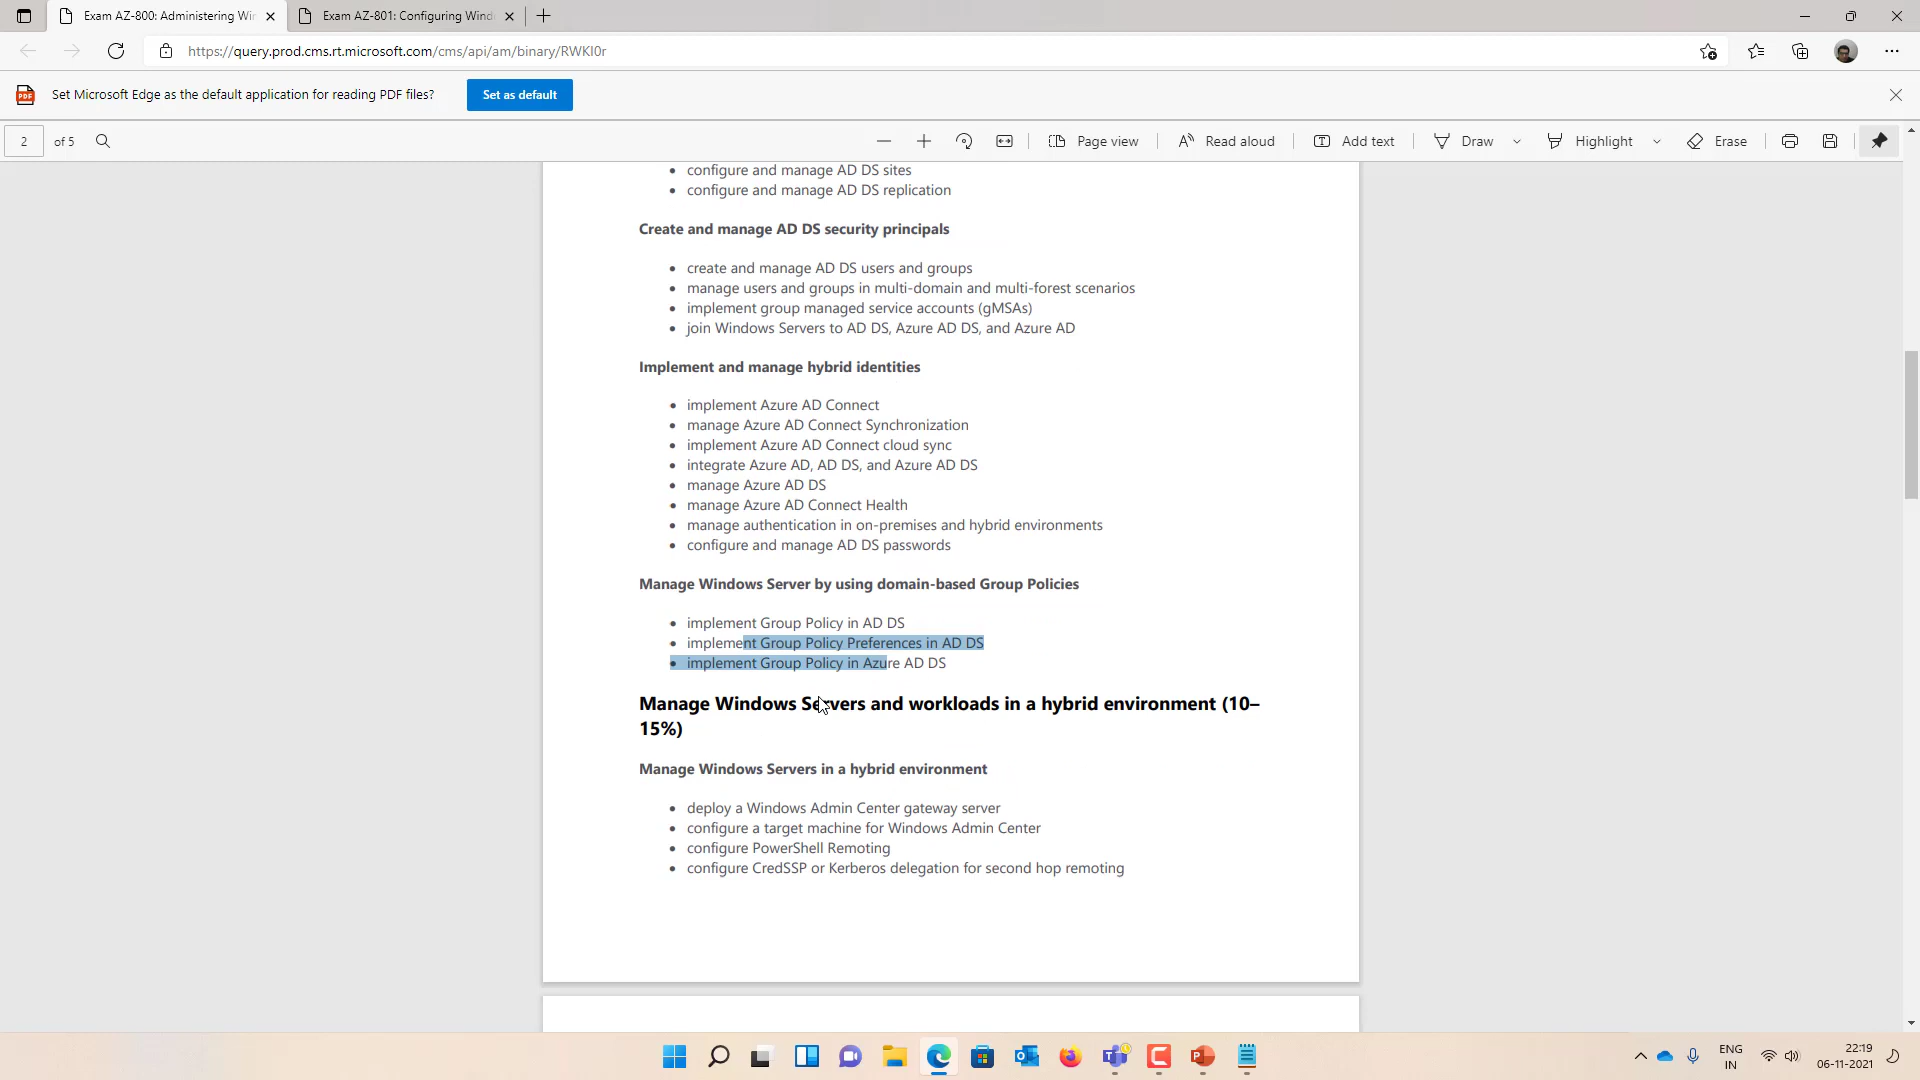 Exam AZ-800: Administering Wi
Exam AZ-801: Configuring Wind
https://query.prod.cms.rt.microsoft.com/cms/api/am/binary/RWKI0r
Set Microsoft Edge as the default application for reading PDF files?
Set as default
2 of 5
Page view
Read aloud
Add text
Draw
Highlight
Erase
• configure and manage AD DS sites
• configure and manage AD DS replication
Create and manage AD DS security principals
• create and manage AD DS users and groups
• manage users and groups in multi-domain and multi-forest scenarios
• implement group managed service accounts (gMSAs)
• join Windows Servers to AD DS, Azure AD DS, and Azure AD
Implement and manage hybrid identities
• implement Azure AD Connect
• manage Azure AD Connect Synchronization
• implement Azure AD Connect cloud sync
• integrate Azure AD, AD DS, and Azure AD DS
• manage Azure AD DS
• manage Azure AD Connect Health
• manage authentication in on-premises and hybrid environments
• configure and manage AD DS passwords
Manage Windows Server by using domain-based Group Policies
• implement Group Policy in AD DS
• implement Group Policy Preferences in AD DS
• implement Group Policy in Azure AD DS
Manage Windows Servers and workloads in a hybrid environment (10–
15%)
Manage Windows Servers in a hybrid environment
• deploy a Windows Admin Center gateway server
• configure a target machine for Windows Admin Center
• configure PowerShell Remoting
• configure CredSSP or Kerberos delegation for second hop remoting
ENG
IN
22:19
06-11-2021